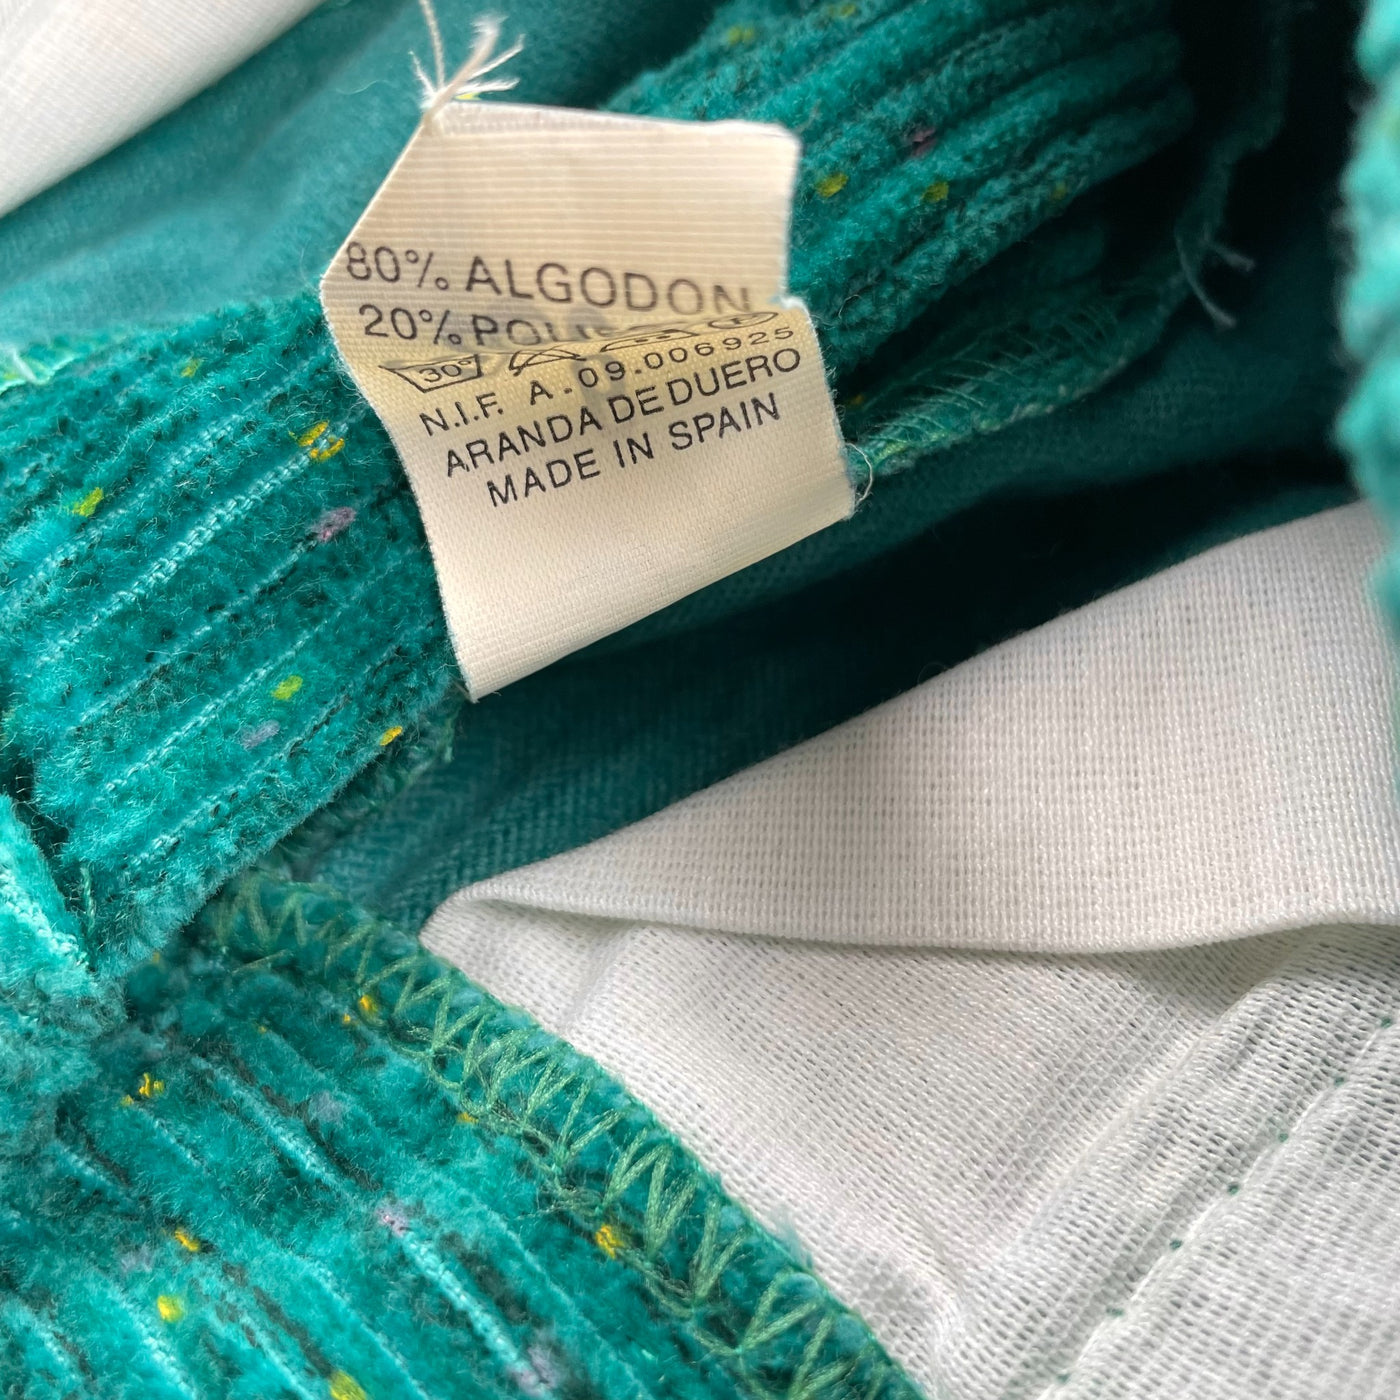 80% ALGODON
20%
30°
N.I.F. A.09.006925
ARANDA DE DUERO
MADE IN SPAIN